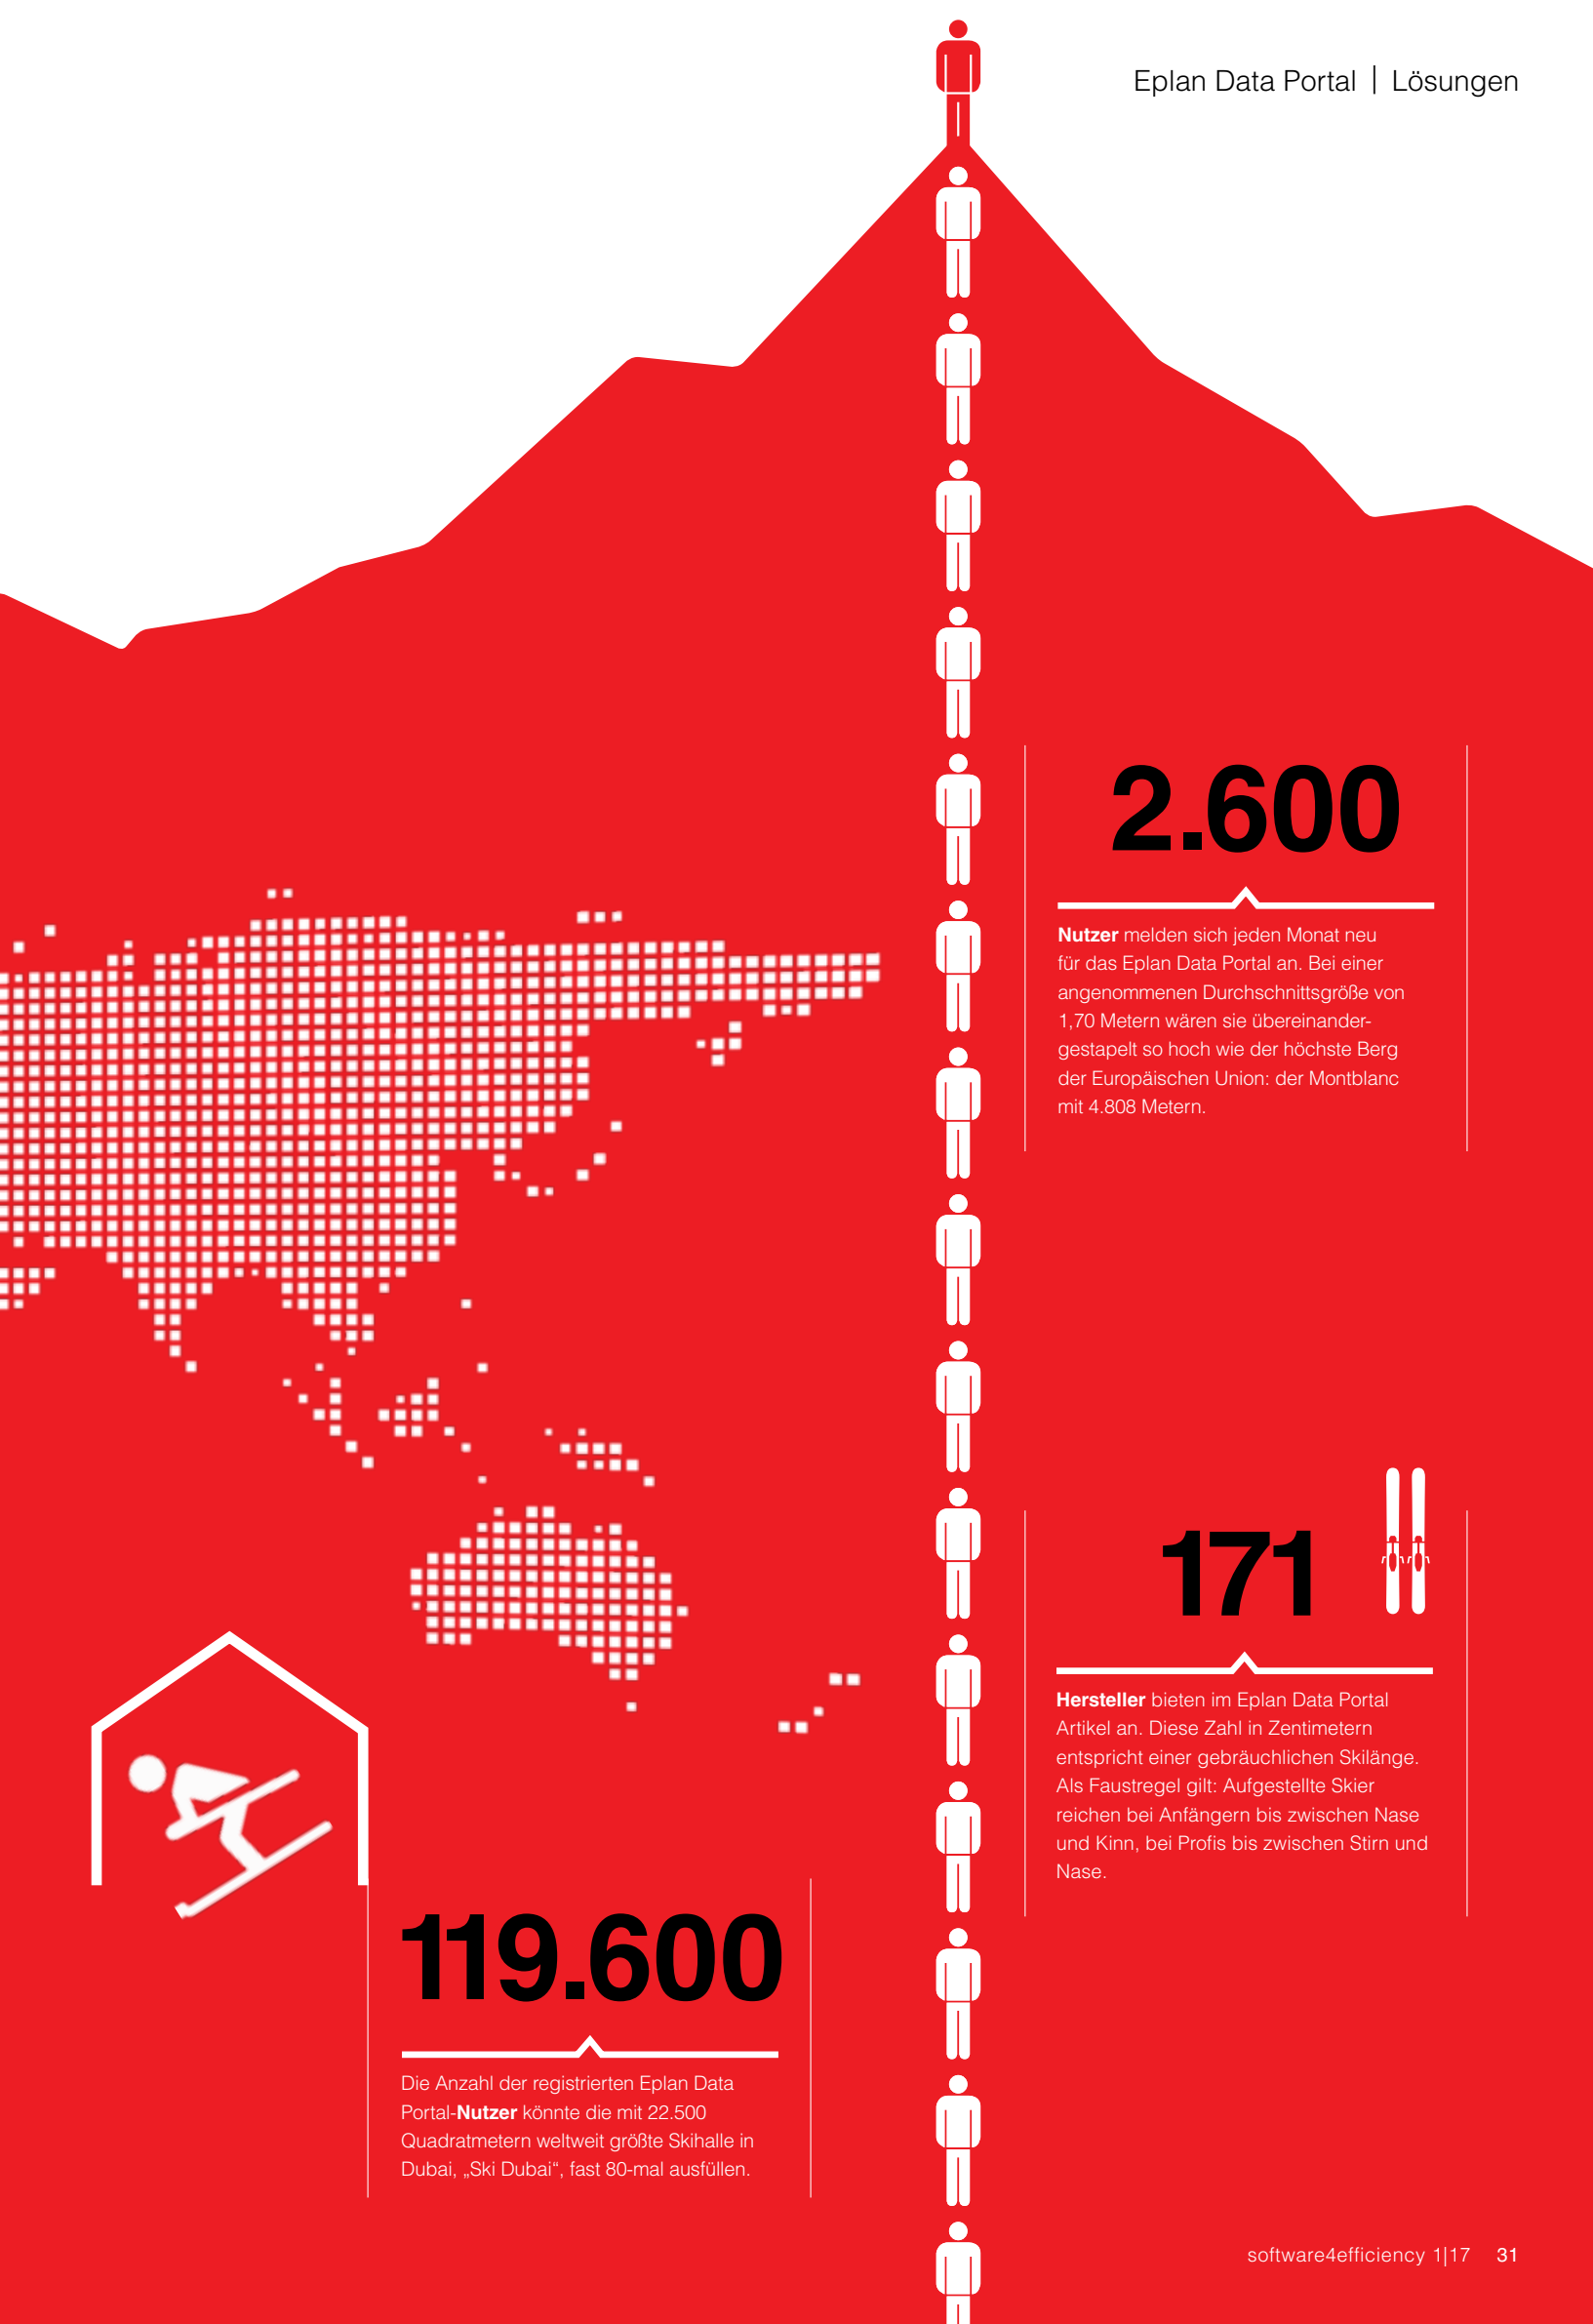 Eplan Data Portal | Lösungen
2.600
Nutzer melden sich jeden Monat neu
für das Eplan Data Portal an. Bei einer
angenommenen Durchschnittsgröße von
1,70 Metern wären sie übereinander-
gestapelt so hoch wie der höchste Berg
der Europäischen Union: der Montblanc
mit 4.808 Metern.
171
Hersteller bieten im Eplan Data Portal
Artikel an. Diese Zahl in Zentimetern
entspricht einer gebräuchlichen Skilänge.
Als Faustregel gilt: Aufgestellte Skier
reichen bei Anfängern bis zwischen Nase
und Kinn, bei Profis bis zwischen Stirn und
Nase.
119.600
Die Anzahl der registrierten Eplan Data
Portal-Nutzer könnte die mit 22.500
Quadratmetern weltweit größte Skihalle in
Dubai, „Ski Dubai“, fast 80-mal ausfüllen.
software4efficiency 1|17 31